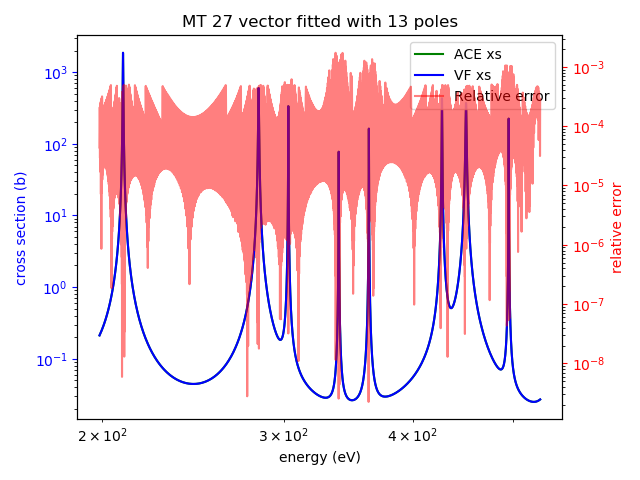 MT 27 vector fitted with 13 poles
ACE xs
VF xs
Relative error
cross section (b)
10³
10²
10¹
10⁰
10⁻¹
relative error
10⁻³
10⁻⁴
10⁻⁵
10⁻⁶
10⁻⁷
10⁻⁸
2 × 10² 3 × 10² 4 × 10²
energy (eV)